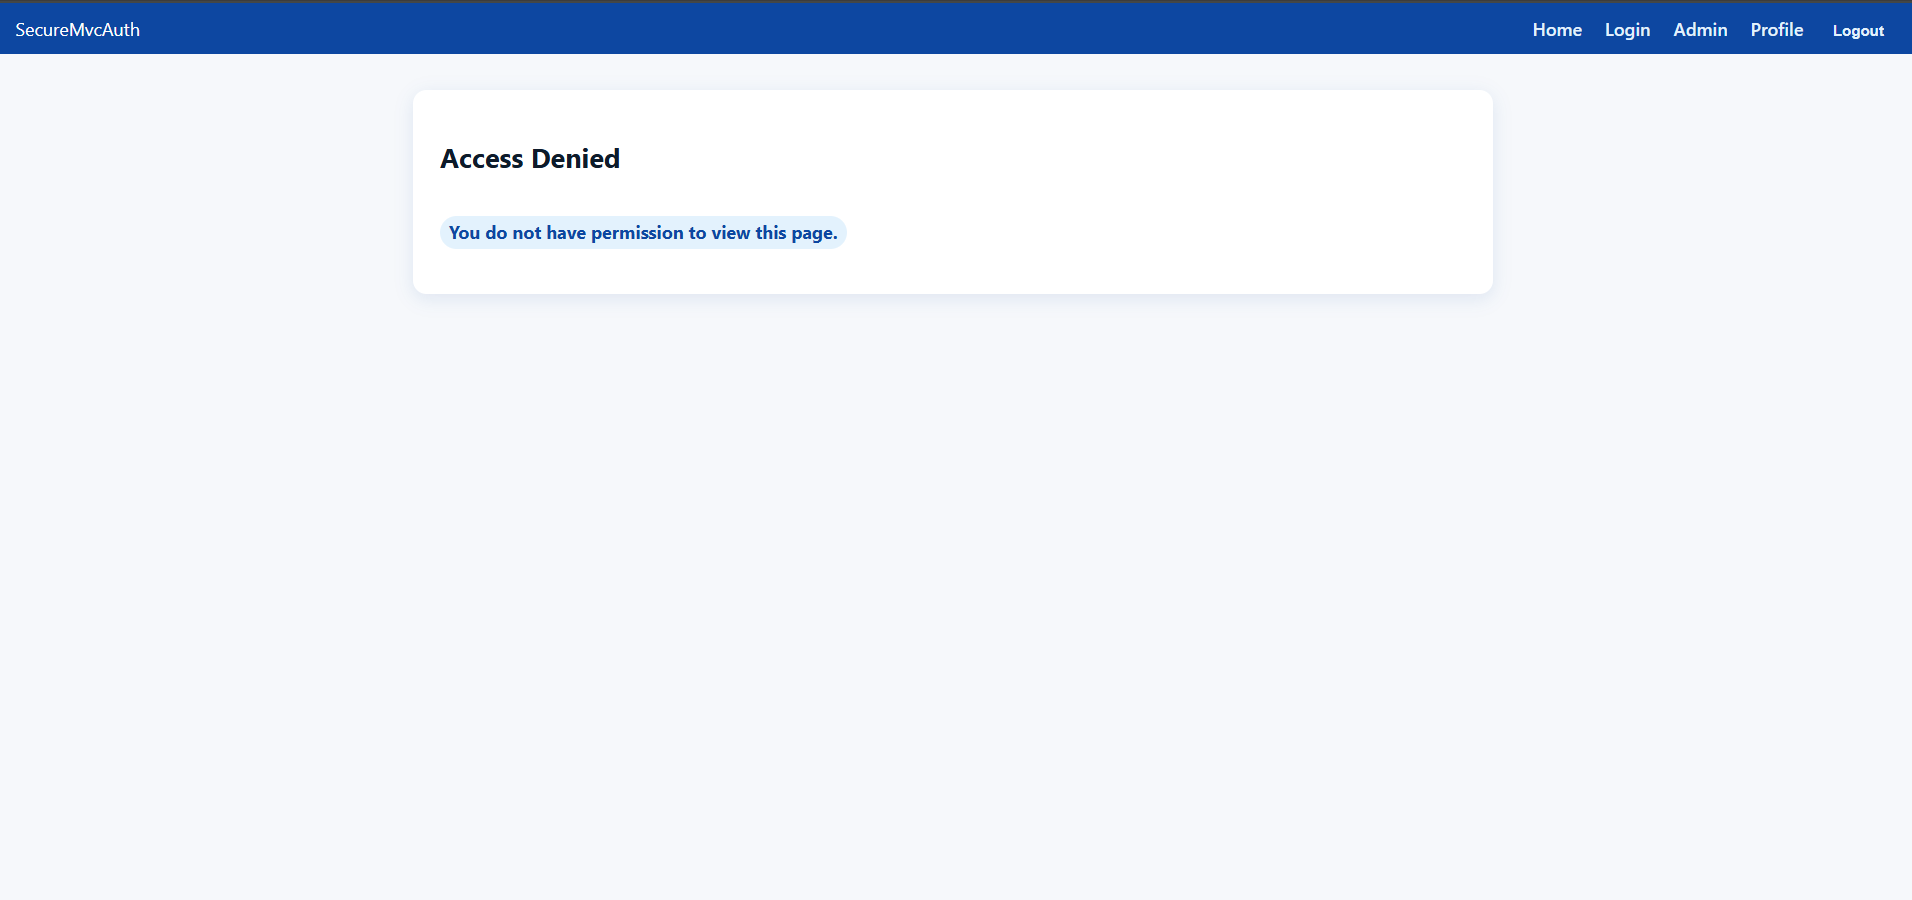 SecureMvcAuth Home Login Admin Profile Logout
Access Denied
You do not have permission to view this page.